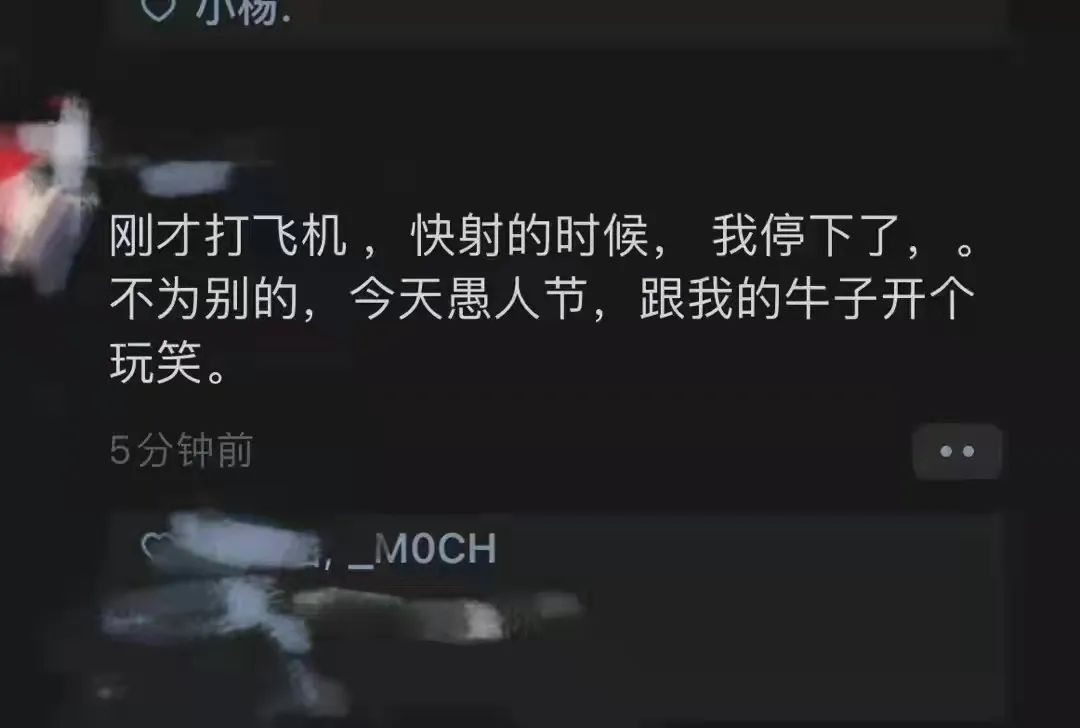 小杨.
刚才打飞机，快射的时候， 我停下了，。
不为别的，今天愚人节，跟我的牛子开个
玩笑。
5分钟前
, _M0CH